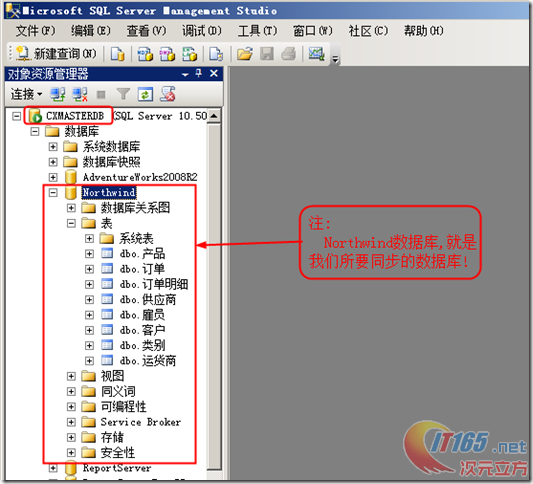 Microsoft SQL Server Management Studio
文件(F) 编辑(E) 查看(V) 调试(D) 工具(T) 窗口(W) 社区(C) 帮助(H)
新建查询(N)
对象资源管理器
连接
CXMASTERDB (SQL Server 10.50
数据库
系统数据库
数据库快照
AdventureWorks2008R2
Northwind
数据库关系图
表
系统表
dbo.产品
dbo.订单
dbo.订单明细
dbo.供应商
dbo.雇员
dbo.客户
dbo.类别
dbo.运货商
视图
同义词
可编程性
Service Broker
存储
安全性
ReportServer
注:
Northwind数据库,就是
我们所要同步的数据库!
IT165.net
次元立方